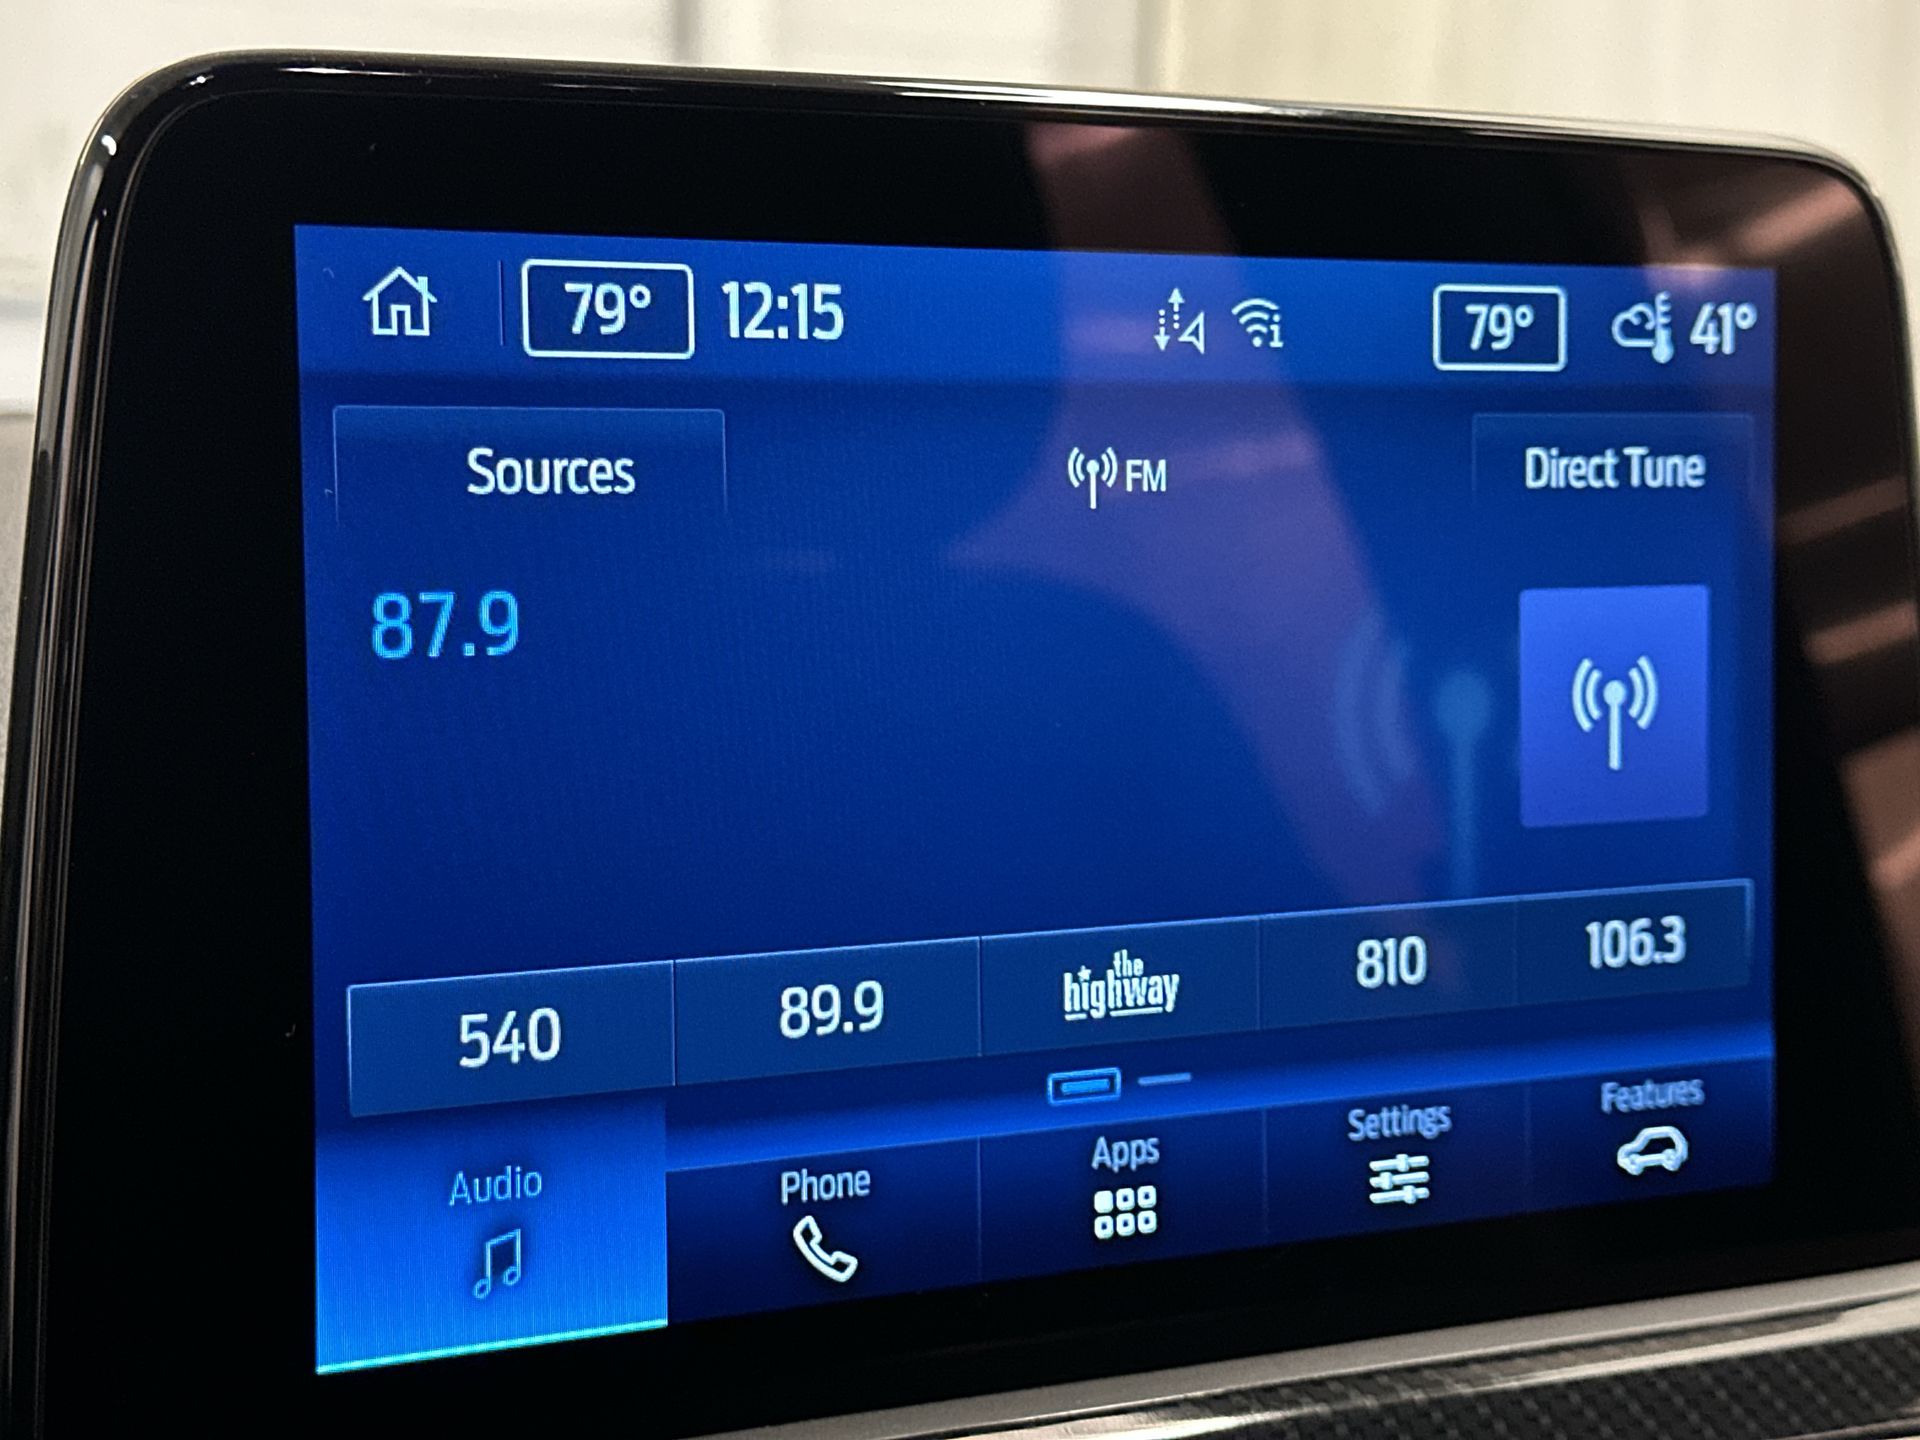 79° 12:15 79° 41°
Sources FM Direct Tune
87.9
540 89.9 the highway 810 106.3
Audio Phone Apps Settings Features